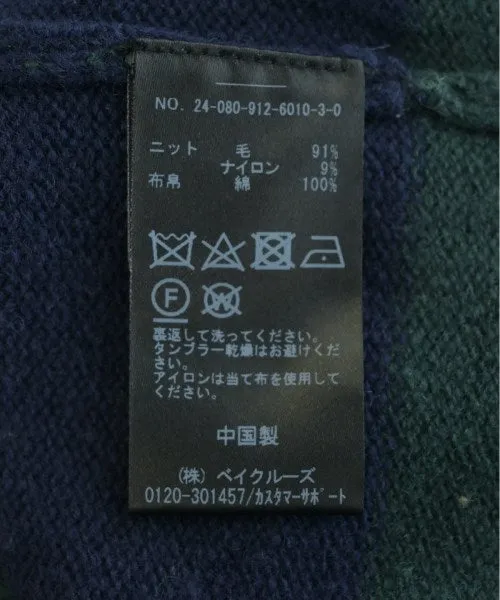 NO. 24-080-912-6010-3-0
ニット 毛 91%
ナイロン 9%
布帛 綿 100%
F W
裏返して洗ってください。
タンブラー乾燥はお避けくだ
さい。
アイロンは当て布を使用して
ください。
中国製
(株) ベイクルーズ
0120-301457/カスタマーサポート